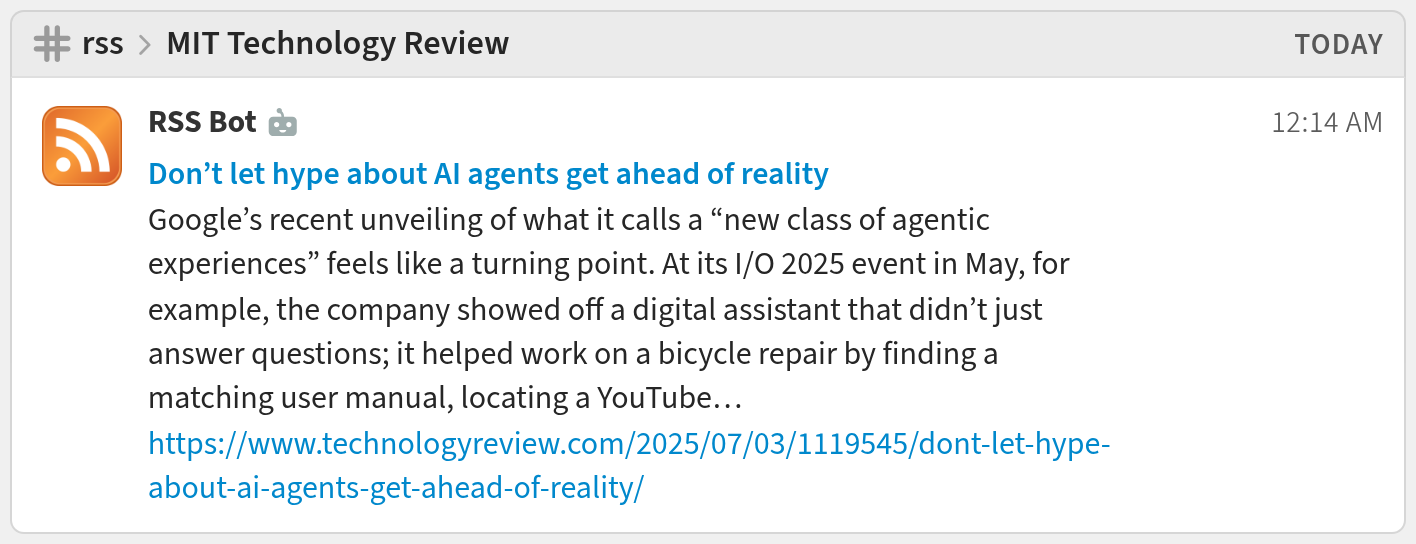 rss > MIT Technology Review TODAY
RSS Bot 12:14 AM
Don’t let hype about AI agents get ahead of reality
Google’s recent unveiling of what it calls a “new class of agentic
experiences” feels like a turning point. At its I/O 2025 event in May, for
example, the company showed off a digital assistant that didn’t just
answer questions; it helped work on a bicycle repair by finding a
matching user manual, locating a YouTube…
https://www.technologyreview.com/2025/07/03/1119545/dont-let-hype-
about-ai-agents-get-ahead-of-reality/